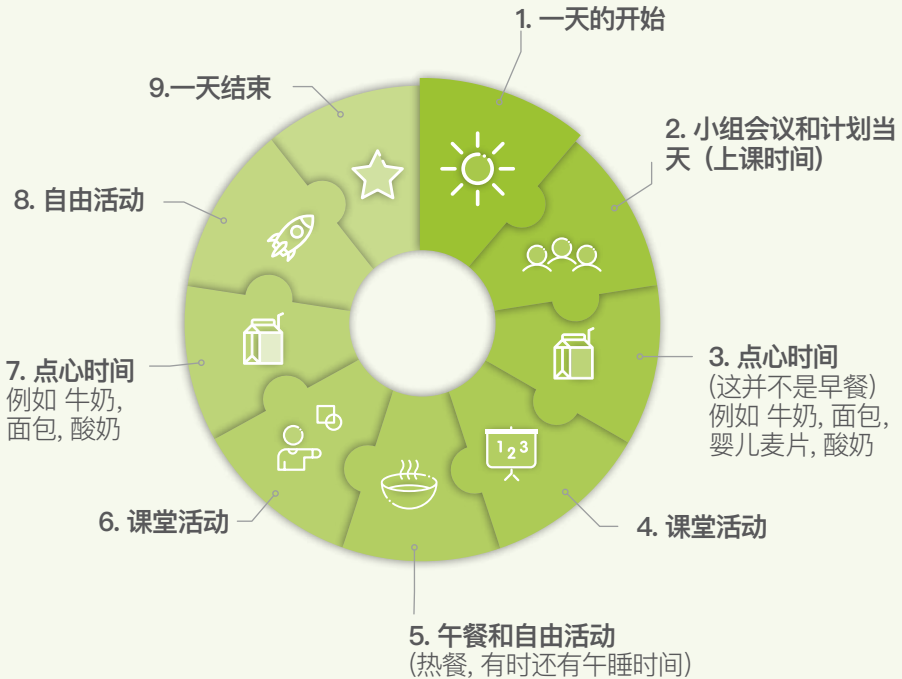 1. 一天的开始
2. 小组会议和计划当
天（上课时间）
3. 点心时间
(这并不是早餐)
例如 牛奶, 面包,
婴儿麦片, 酸奶
1 2 3
4. 课堂活动
5. 午餐和自由活动
(热餐, 有时还有午睡时间)
6. 课堂活动
7. 点心时间
例如 牛奶,
面包, 酸奶
8. 自由活动
9.一天结束